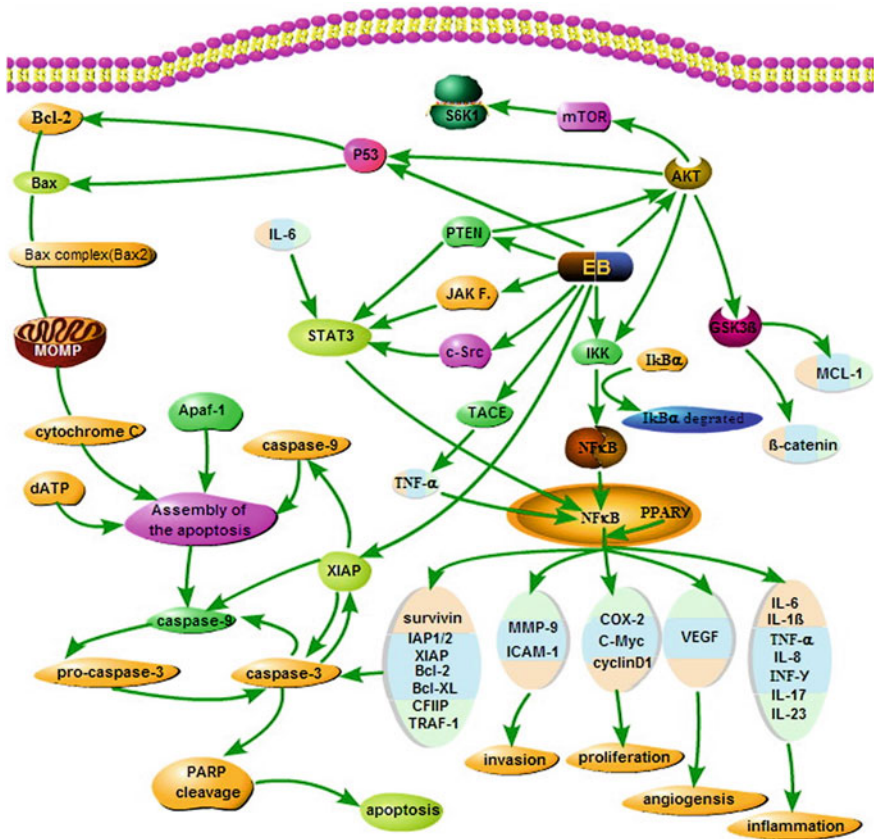 Bcl-2
S6K1
mTOR
P53
AKT
Bax
IL-6
PTEN
Bax complex(Bax2)
EB
JAK F.
MOMP
STAT3
c-Src
IKK
IkBα
GSK3ß
MCL-1
Apaf-1
TACE
IkBα degrated
cytochrome C
caspase-9
NFκB
ß-catenin
dATP
TNF-α
Assembly of
the apoptosis
NFκB
PPARY
XIAP
caspase-9
survivin
IAP1/2
XIAP
Bcl-2
Bcl-XL
CFIIP
TRAF-1
MMP-9
ICAM-1
COX-2
C-Myc
cyclinD1
VEGF
IL-6
IL-1ß
TNF-α
IL-8
INF-Y
IL-17
IL-23
pro-caspase-3
caspase-3
PARP
cleavage
apoptosis
invasion
proliferation
angiogensis
inflammation